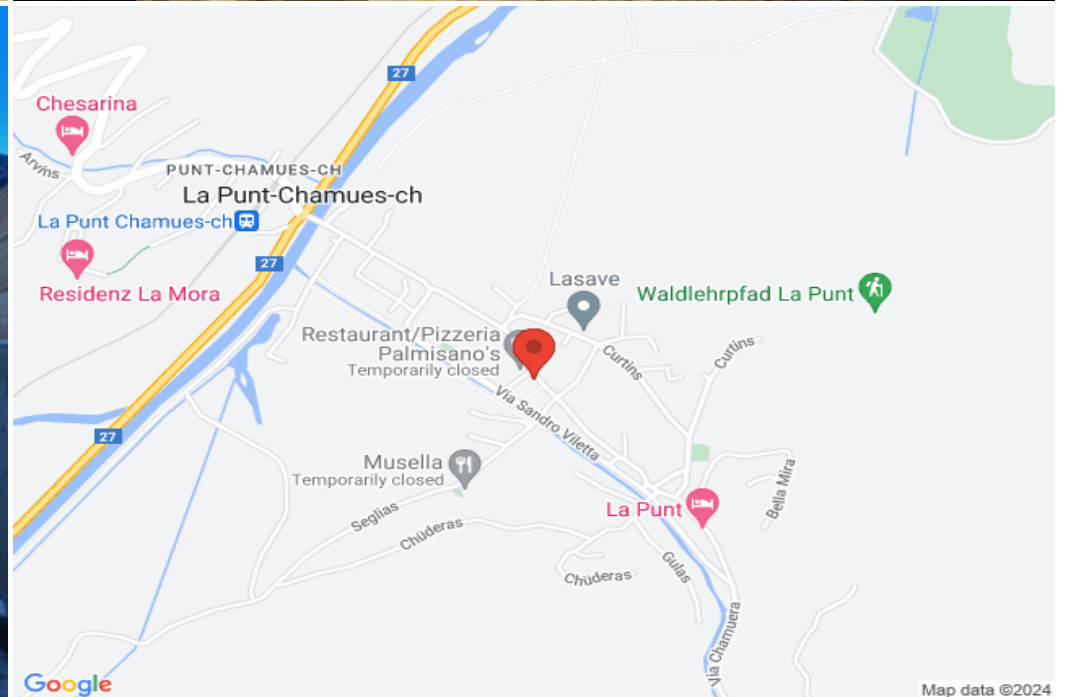 27
Chesarina
Arvins
PUNT-CHAMUES-CH
La Punt-Chamues-ch
La Punt Chamues-ch
27
Residenz La Mora
Lasave
Waldlehrpfad La Punt
Restaurant/Pizzeria
Palmisano's
Temporarily closed
Curtins
Curtins
Via Sandro Viletta
27
Musella
Temporarily closed
Bella Mira
La Punt
Seglias
Chüderas
Gulas
Chüderas
Via Chamuera
Google
Map data ©2024